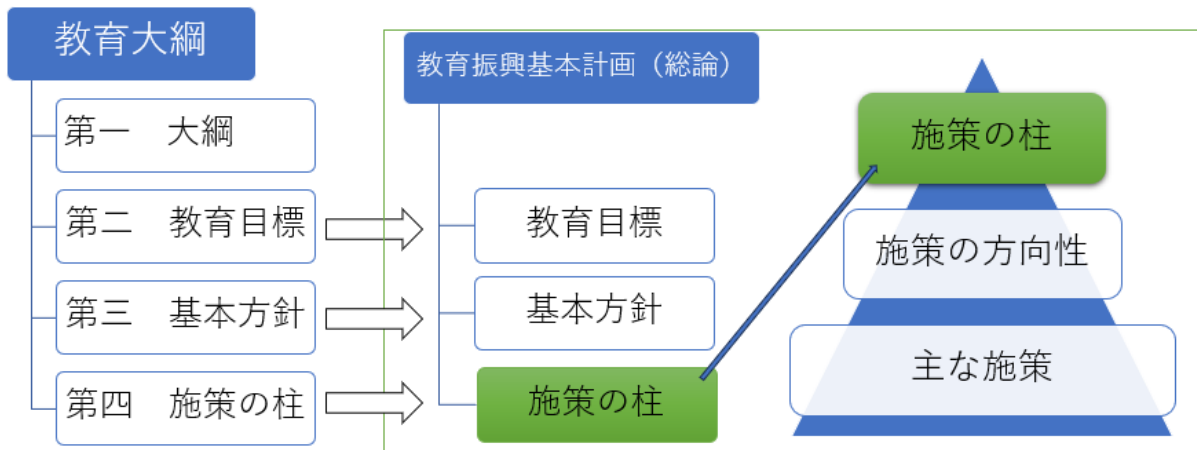 教育大綱
第一　大綱
第二　教育目標
第三　基本方針
第四　施策の柱
教育振興基本計画（総論）
教育目標
基本方針
施策の柱
施策の柱
施策の方向性
主な施策